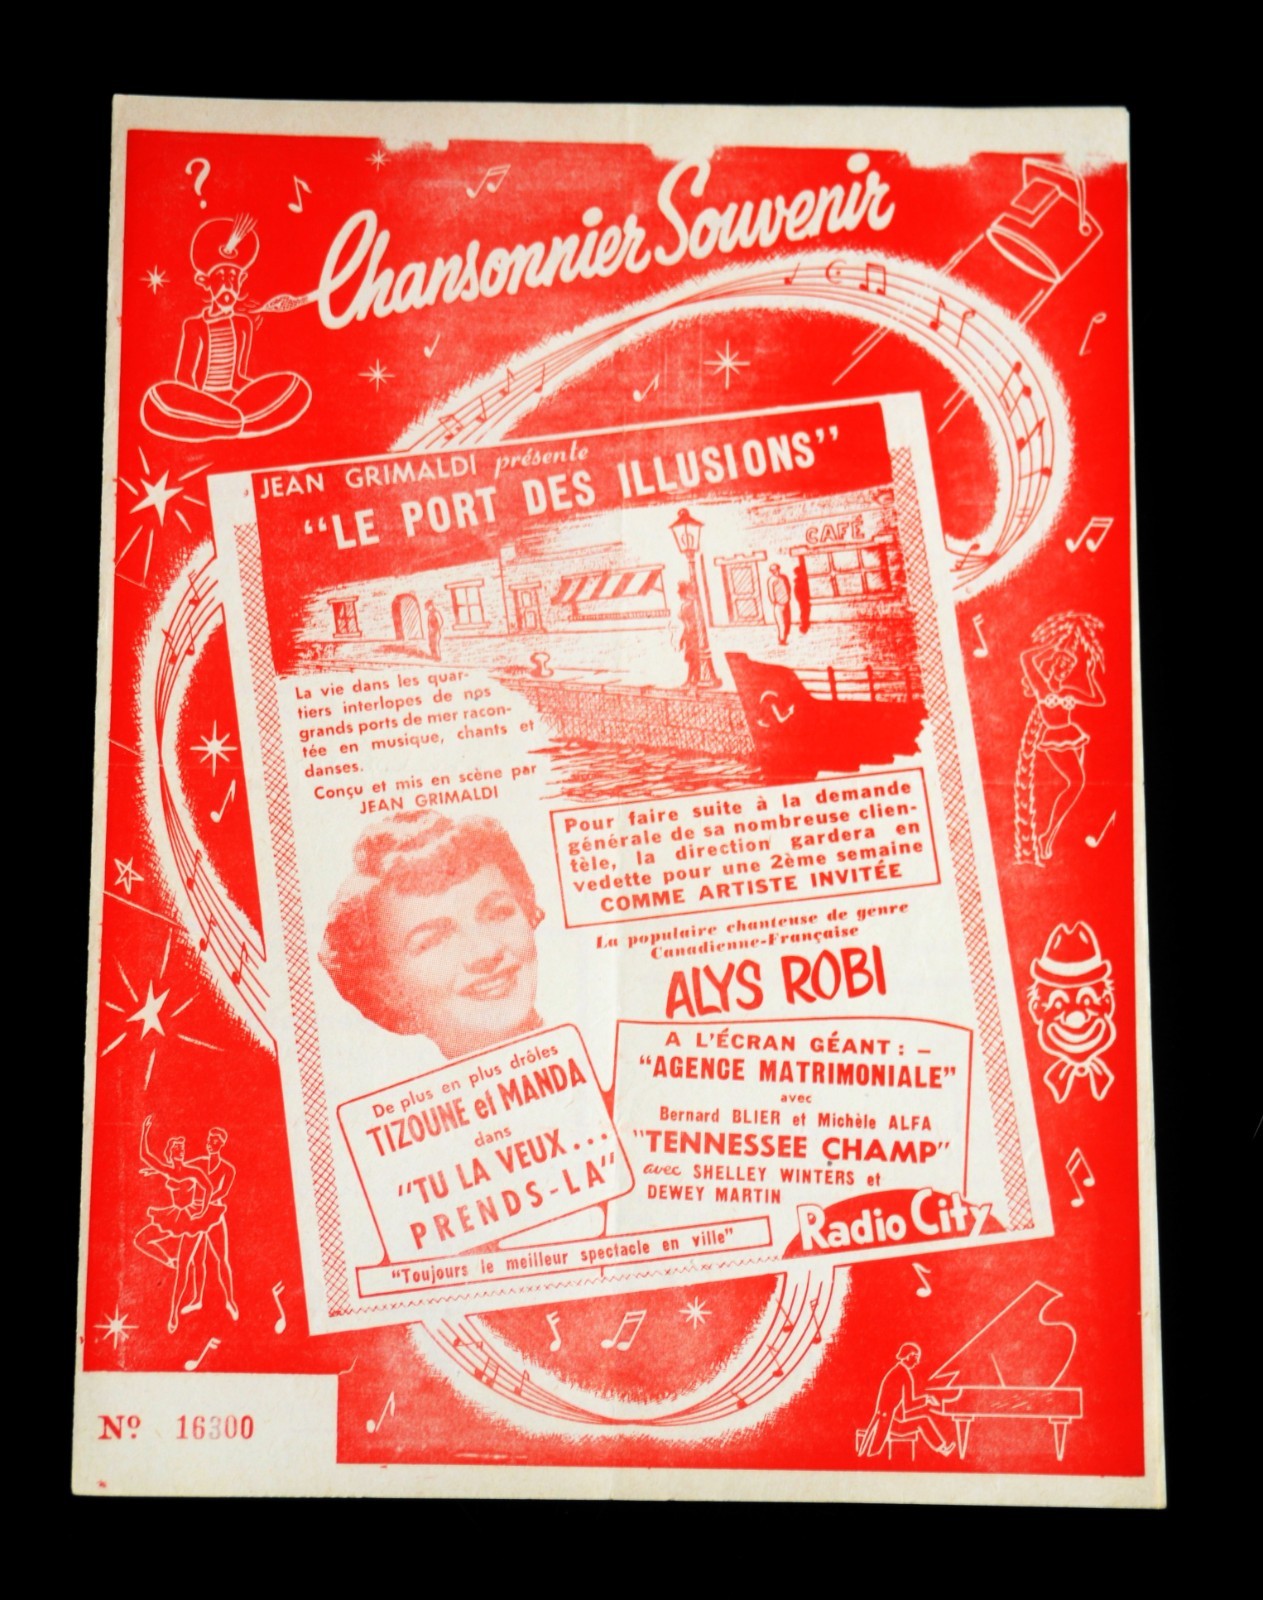 ?
Chansonnier Souvenir
JEAN GRIMALDI présente
"LE PORT DES ILLUSIONS"
CAFÉ
La vie dans les quar-
tiers interlopes de nos
grands ports de mer racon-
tée en musique, chants et
danses.
Conçu et mis en scène par
JEAN GRIMALDI
Pour faire suite à la demande
générale de sa nombreuse clien-
tèle, la direction gardera en
vedette pour une 2ème semaine
COMME ARTISTE INVITÉE
La populaire chanteuse de genre
Canadienne-Française
ALYS ROBI
De plus en plus drôles
TIZOUNE et MANDA
dans
"TU LA VEUX...
PRENDS-LA"
A L'ÉCRAN GÉANT : –
"AGENCE MATRIMONIALE"
avec
Bernard BLIER et Michèle ALFA
"TENNESSEE CHAMP"
avec SHELLEY WINTERS et
DEWEY MARTIN
"Toujours le meilleur spectacle en ville"
Radio City
Nº 16300